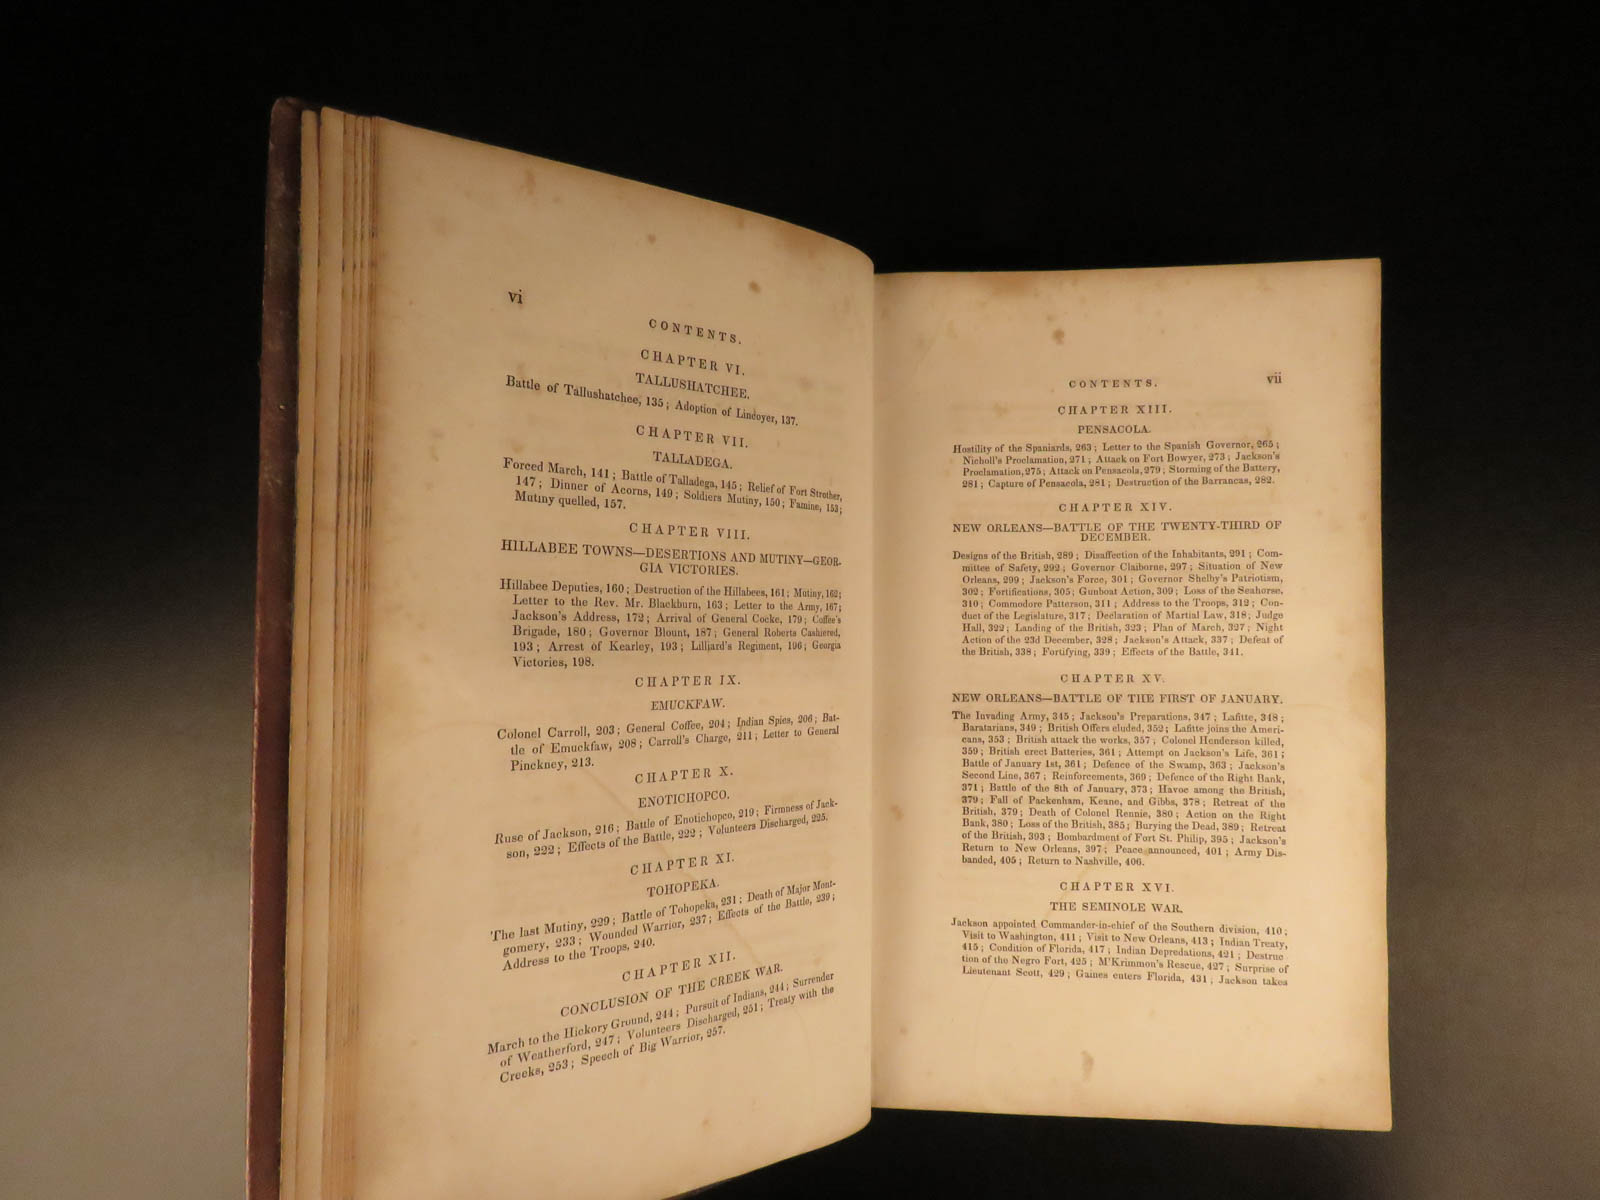 vi
CONTENTS.
CHAPTER VI.
TALLUSHATCHEE.
Battle of Tallushatchee, 135; Adoption of Lincoyer, 137.
CHAPTER VII.
TALLADEGA.
Forced March, 141; Battle of Talladega, 145; Relief of Fort Strother,
147; Dinner of Acorns, 149; Soldiers Mutiny, 150; Famine, 153;
Mutiny quelled, 157.
CHAPTER VIII.
HILLABEE TOWNS—DESERTIONS AND MUTINY—GEOR-
GIA VICTORIES.
Hillabee Deputies, 160; Destruction of the Hillabees, 161; Mutiny, 162;
Letter to the Rev. Mr. Blackburn, 163; Letter to the Army, 167;
Jackson's Address, 172; Arrival of General Cocke, 179; Coffee's
Brigade, 180; Governor Blount, 187; General Roberts Cashiered,
193; Arrest of Kearley, 193; Lilliard's Regiment, 196; Georgia
Victories, 198.
CHAPTER IX.
EMUCKFAW.
Colonel Carroll, 203; General Coffee, 204; Indian Spies, 206; Bat-
tle of Emuckfaw, 208; Carroll's Charge, 211; Letter to General
Pinckney, 213.
CHAPTER X.
ENOTICHOPCO.
Ruse of Jackson, 216; Battle of Enotichopco, 219; Firmness of Jack-
son, 222; Effects of the Battle, 222; Volunteers Discharged, 225.
CHAPTER XI.
TOHOPEKA.
The last Mutiny, 229; Battle of Tohopeka, 231; Death of Major Mont-
gomery, 233; Wounded Warrior, 237; Effects of the Battle, 239;
Address to the Troops, 240.
CHAPTER XII.
CONCLUSION OF THE CREEK WAR.
March to the Hickory Ground, 244; Pursuit of Indians, 244; Surrender
of Weatherford, 247; Volunteers Discharged, 251; Treaty with the
Creeks, 253; Speech of Big Warrior, 257.
CONTENTS. vii
CHAPTER XIII.
PENSACOLA.
Hostility of the Spaniards, 263; Letter to the Spanish Governor, 265;
Nicholl's Proclamation, 271; Attack on Fort Bowyer, 273; Jackson's
Proclamation, 275; Attack on Pensacola, 279; Storming of the Battery,
281; Capture of Pensacola, 281; Destruction of the Barrancas, 282.
CHAPTER XIV.
NEW ORLEANS—BATTLE OF THE TWENTY-THIRD OF
DECEMBER.
Designs of the British, 289; Disaffection of the Inhabitants, 291; Com-
mittee of Safety, 292; Governor Claiborne, 297; Situation of New
Orleans, 299; Jackson's Force, 301; Governor Shelby's Patriotism,
302; Fortifications, 305; Gunboat Action, 309; Loss of the Seahorse,
310; Commodore Patterson, 311; Address to the Troops, 312; Con-
duct of the Legislature, 317; Declaration of Martial Law, 318; Judge
Hall, 322; Landing of the British, 323; Plan of March, 327; Night
Action of the 23d December, 328; Jackson's Attack, 337; Defeat of
the British, 338; Fortifying, 339; Effects of the Battle, 341.
CHAPTER XV.
NEW ORLEANS—BATTLE OF THE FIRST OF JANUARY.
The Invading Army, 345; Jackson's Preparations, 347; Lafitte, 348;
Baratarians, 349; British Offers eluded, 352; Lafitte joins the Ameri-
cans, 353; British attack the works, 357; Colonel Henderson killed,
359; British erect Batteries, 361; Attempt on Jackson's Life, 361;
Battle of January 1st, 361; Defence of the Swamp, 363; Jackson's
Second Line, 367; Reinforcements, 369; Defence of the Right Bank,
371; Battle of the 8th of January, 373; Havoc among the British,
379; Fall of Packenham, Keane, and Gibbs, 378; Retreat of the
British, 379; Death of Colonel Rennie, 380; Action on the Right
Bank, 380; Loss of the British, 385; Burying the Dead, 389; Retreat
of the British, 393; Bombardment of Fort St. Philip, 395; Jackson's
Return to New Orleans, 397; Peace announced, 401; Army Dis-
banded, 405; Return to Nashville, 406.
CHAPTER XVI.
THE SEMINOLE WAR.
Jackson appointed Commander-in-chief of the Southern division, 410;
Visit to Washington, 411; Visit to New Orleans, 413; Indian Treaty,
415; Condition of Florida, 417; Indian Depredations, 421; Destruc
tion of the Negro Fort, 425; M'Krimmon's Rescue, 427; Surprise of
Lieutenant Scott, 429; Gaines enters Florida, 431; Jackson takes